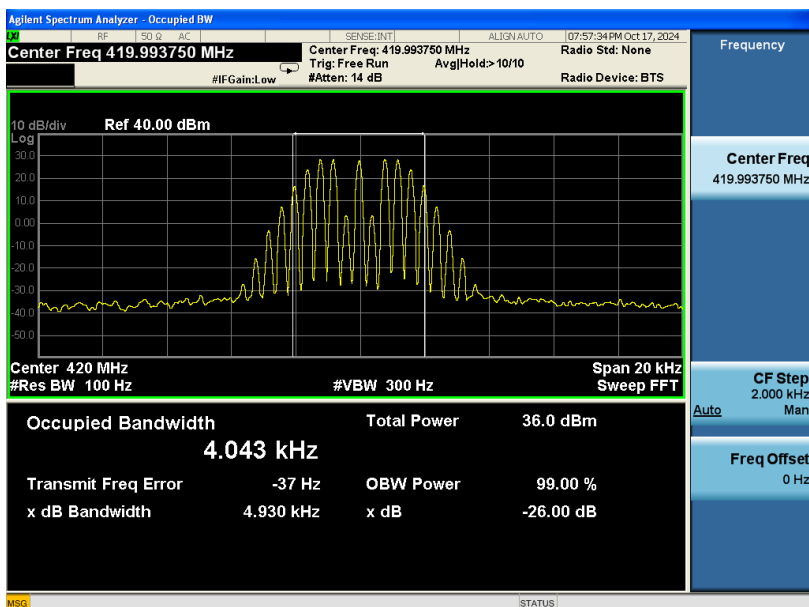 Agilent Spectrum Analyzer - Occupied BW
LXI RF 50 Ω AC SENSE:INT ALIGN AUTO 07:57:34 PM Oct 17, 2024
Center Freq 419.993750 MHz Center Freq: 419.993750 MHz Radio Std: None
Trig: Free Run Avg|Hold:>10/10
#IFGain:Low #Atten: 14 dB Radio Device: BTS
10 dB/div Ref 40.00 dBm
Log
30.0
20.0
10.0
0.00
-10.0
-20.0
-30.0
-40.0
-50.0
Center 420 MHz Span 20 kHz
#Res BW 100 Hz #VBW 300 Hz Sweep FFT
Occupied Bandwidth Total Power 36.0 dBm
4.043 kHz
Transmit Freq Error -37 Hz OBW Power 99.00 %
x dB Bandwidth 4.930 kHz x dB -26.00 dB
MSG STATUS
Frequency
Center Freq
419.993750 MHz
CF Step
2.000 kHz
Auto Man
Freq Offset
0 Hz